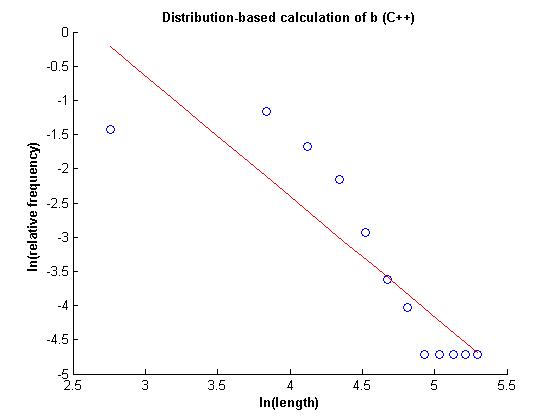 Distribution-based calculation of b (C++)
0
-0.5
-1
-1.5
-2
-2.5
-3
-3.5
-4
-4.5
-5
ln(relative frequency)
2.5 3 3.5 4 4.5 5 5.5
ln(length)